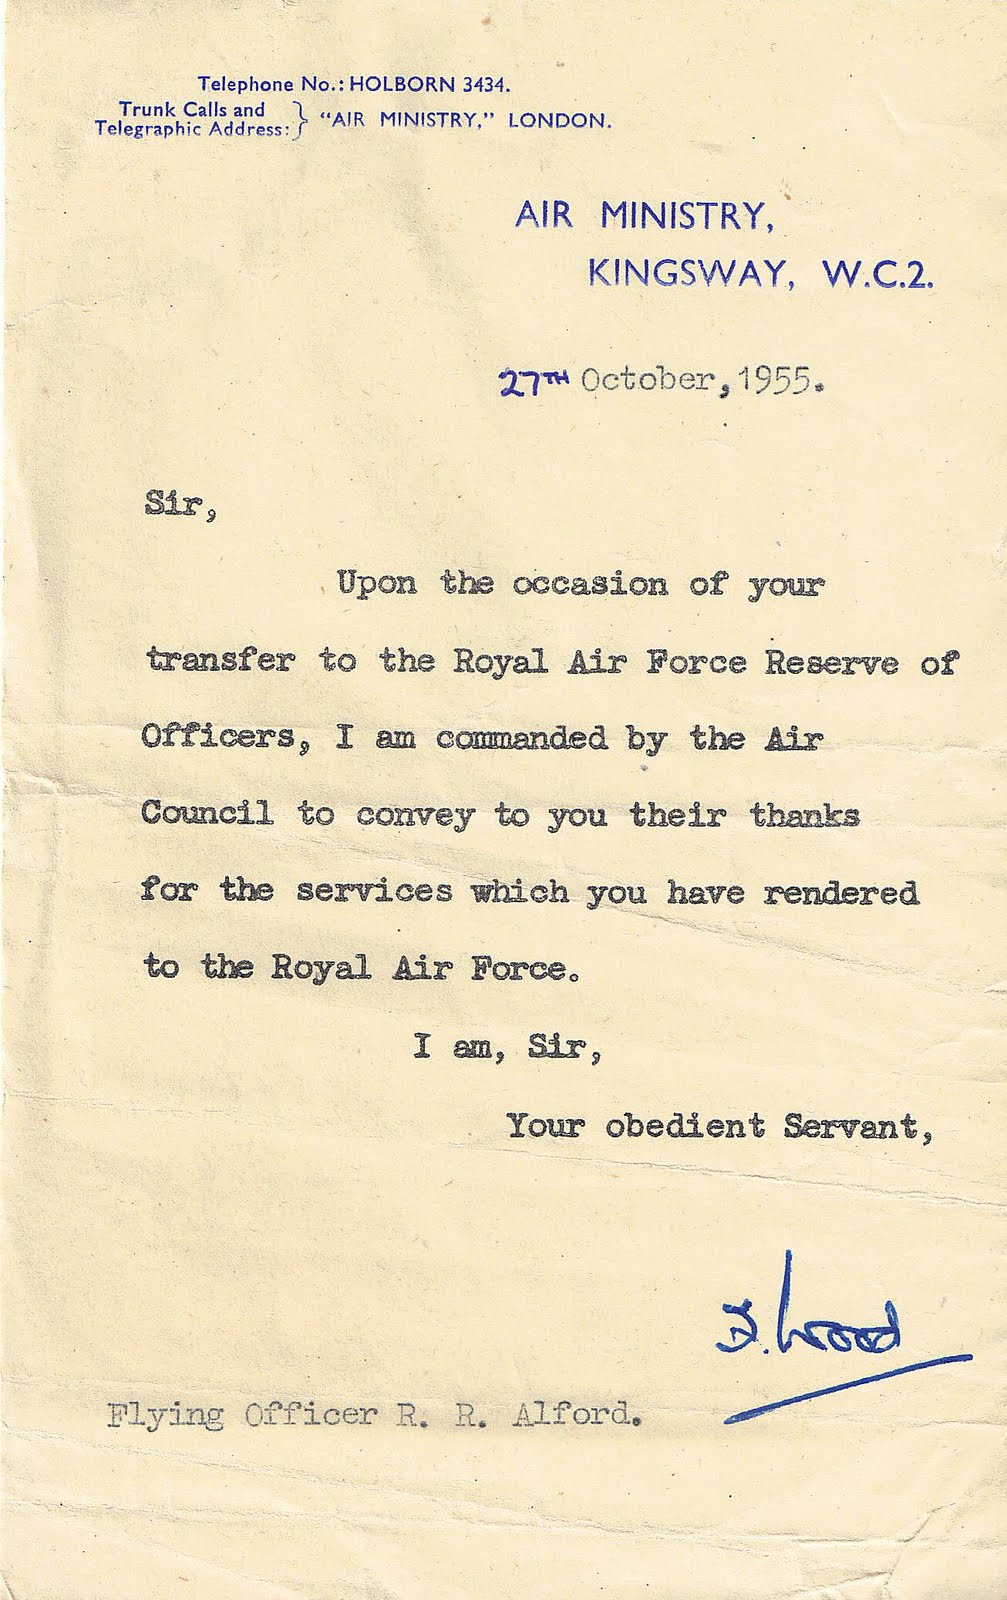 Telephone No.: HOLBORN 3434.
Trunk Calls and
Telegraphic Address: } "AIR MINISTRY," LONDON.
AIR MINISTRY,
KINGSWAY, W.C.2.
27TH October, 1955.
Sir,
Upon the occasion of your
transfer to the Royal Air Force Reserve of
Officers, I am commanded by the Air
Council to convey to you their thanks
for the services which you have rendered
to the Royal Air Force.
I am, Sir,
Your obedient Servant,
Wood
Flying Officer R. R. Alford.